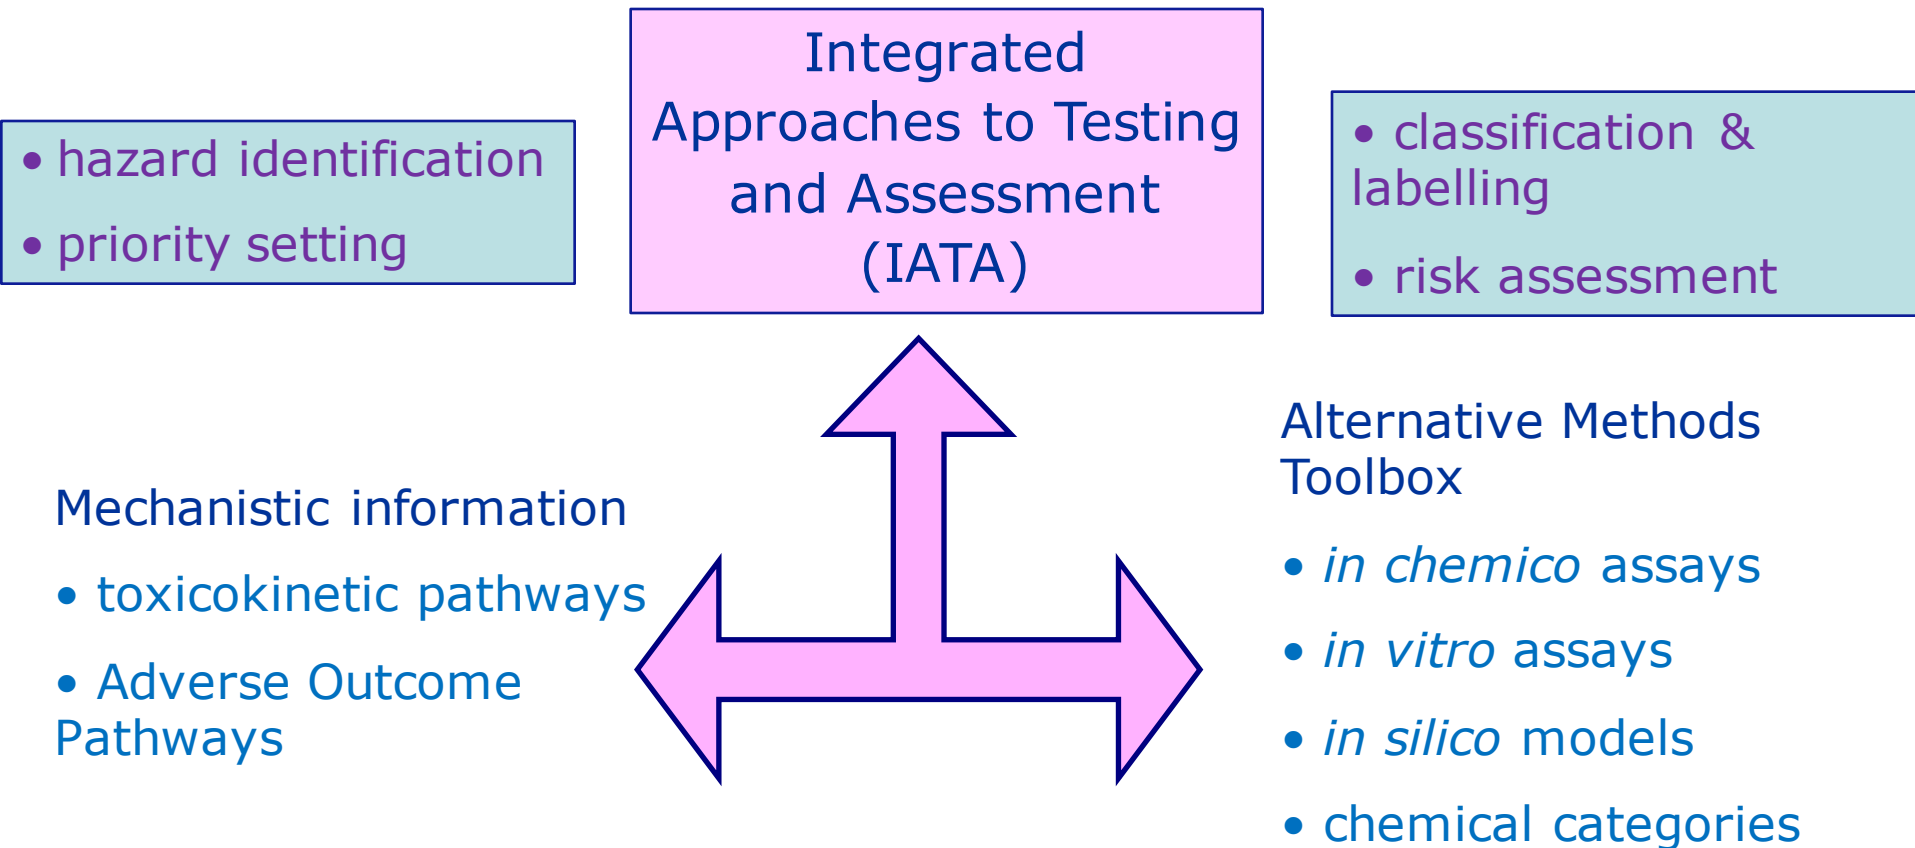 Integrated
Approaches to Testing
and Assessment
(IATA)
• hazard identification
• priority setting
• classification &
labelling
• risk assessment
Mechanistic information
• toxicokinetic pathways
• Adverse Outcome
Pathways
Alternative Methods
Toolbox
• in chemico assays
• in vitro assays
• in silico models
• chemical categories